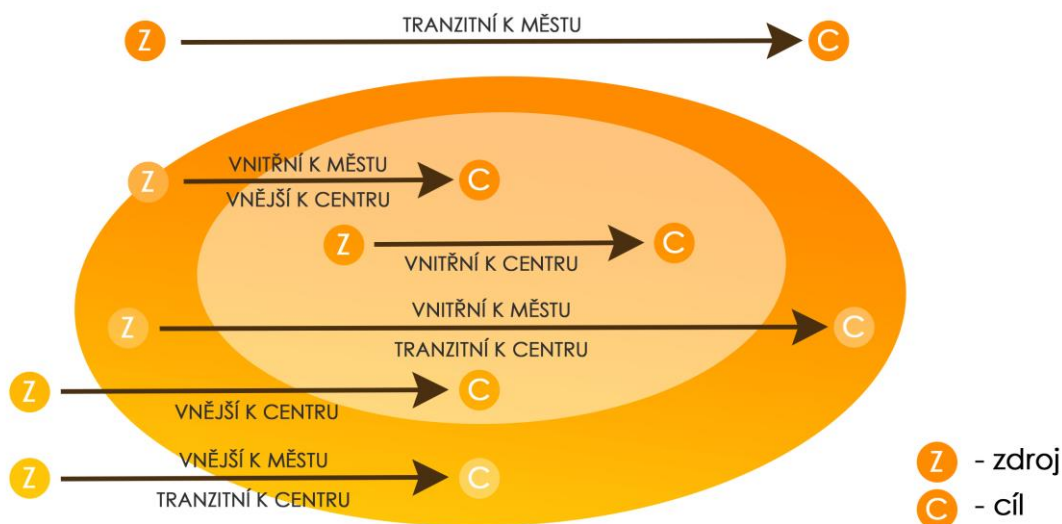 Z TRANZITNÍ K MĚSTU C
Z VNITŘNÍ K MĚSTU C
VNĚJŠÍ K CENTRU
Z C
VNITŘNÍ K CENTRU
VNITŘNÍ K MĚSTU
Z C
TRANZITNÍ K CENTRU
Z C
VNĚJŠÍ K CENTRU
VNĚJŠÍ K MĚSTU
Z C
TRANZITNÍ K CENTRU
Z - zdroj
C - cíl